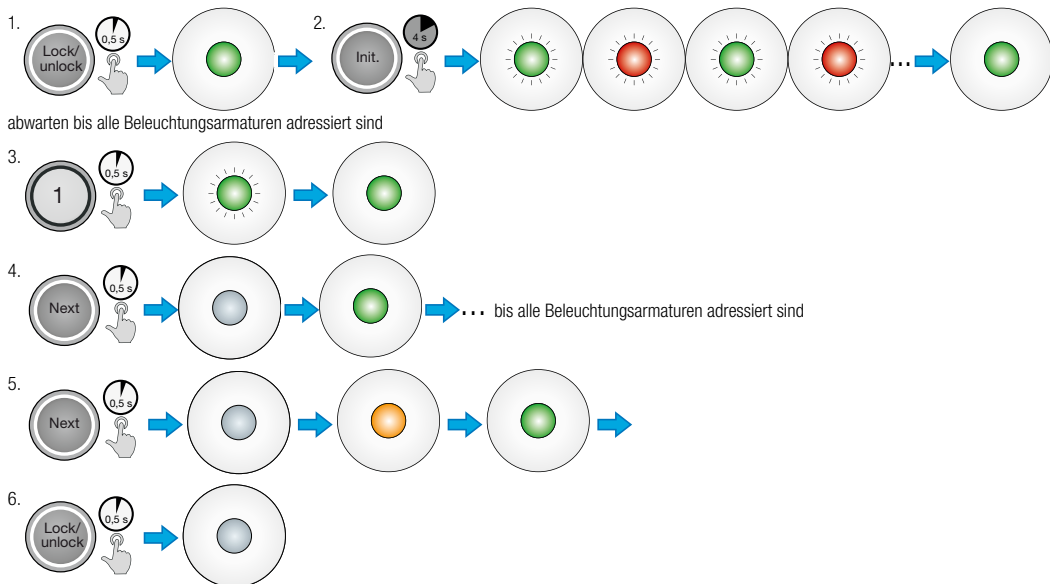 1.
Lock/
unlock
0,5 s
2.
Init.
4 s
...
abwarten bis alle Beleuchtungsarmaturen adressiert sind
3.
1
0,5 s
4.
Next
0,5 s
... bis alle Beleuchtungsarmaturen adressiert sind
5.
Next
0,5 s
6.
Lock/
unlock
0,5 s